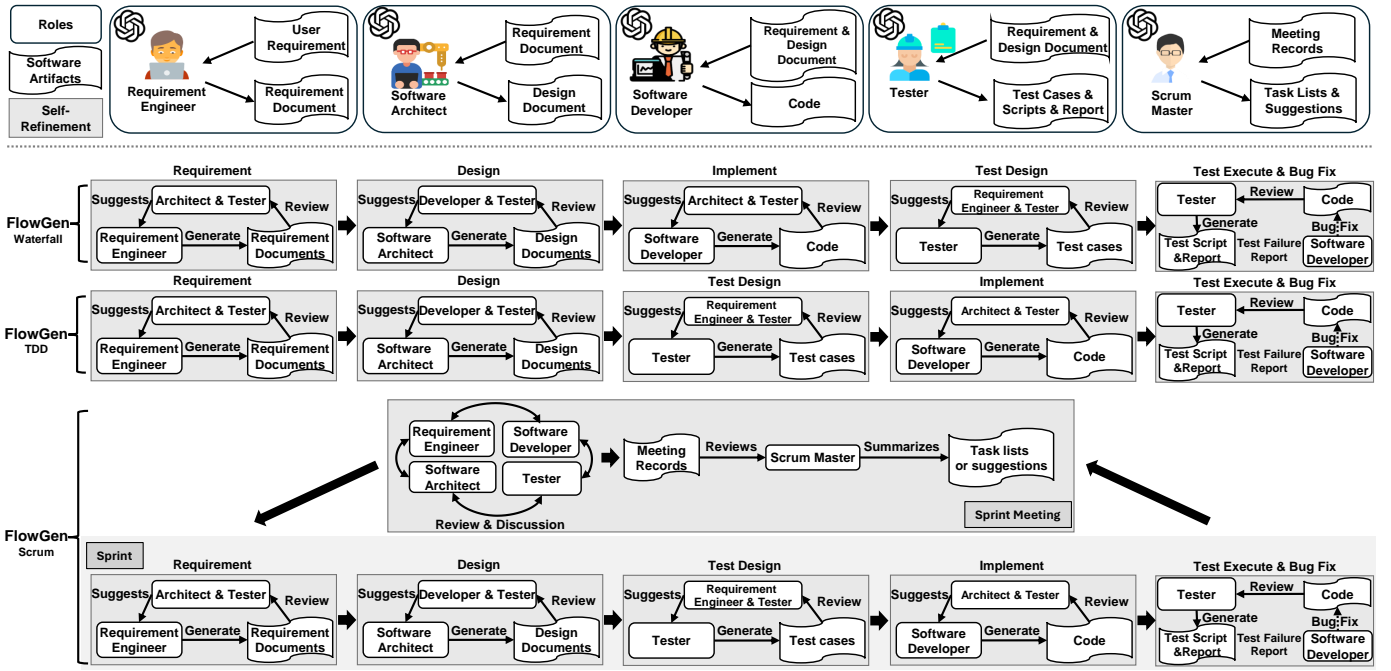 Roles
Software
Artifacts
Self-
Refinement
Requirement
Engineer
User
Requirement
Requirement
Document
Software
Architect
Requirement
Document
Design
Document
Software
Developer
Requirement &
Design
Document
Code
Tester
Requirement &
Design Document
Test Cases &
Scripts & Report
Scrum
Master
Meeting
Records
Task Lists &
Suggestions
FlowGen
Waterfall
Requirement
Suggests
Architect & Tester
Review
Requirement
Engineer
Generate
Requirement
Documents
Design
Suggests
Developer & Tester
Review
Software
Architect
Generate
Design
Documents
Implement
Suggests
Architect & Tester
Review
Software
Developer
Generate
Code
Test Design
Suggests
Requirement
Engineer & Tester
Review
Tester
Generate
Test cases
Test Execute & Bug Fix
Tester
Review
Code
Generate
Bug Fix
Test Script
&Report
Test Failure
Report
Software
Developer
FlowGen
TDD
Requirement
Suggests
Architect & Tester
Review
Requirement
Engineer
Generate
Requirement
Documents
Design
Suggests
Developer & Tester
Review
Software
Architect
Generate
Design
Documents
Test Design
Suggests
Requirement
Engineer & Tester
Review
Tester
Generate
Test cases
Implement
Suggests
Architect & Tester
Review
Software
Developer
Generate
Code
Test Execute & Bug Fix
Tester
Review
Code
Generate
Bug Fix
Test Script
&Report
Test Failure
Report
Software
Developer
FlowGen
Scrum
Requirement
Engineer
Software
Developer
Software
Architect
Tester
Review & Discussion
Meeting
Records
Reviews
Scrum Master
Summarizes
Task lists
or suggestions
Sprint Meeting
Sprint
Requirement
Suggests
Architect & Tester
Review
Requirement
Engineer
Generate
Requirement
Documents
Design
Suggests
Developer & Tester
Review
Software
Architect
Generate
Design
Documents
Test Design
Suggests
Requirement
Engineer & Tester
Review
Tester
Generate
Test cases
Implement
Suggests
Architect & Tester
Review
Software
Developer
Generate
Code
Test Execute & Bug Fix
Tester
Review
Code
Generate
Bug Fix
Test Script
&Report
Test Failure
Report
Software
Developer